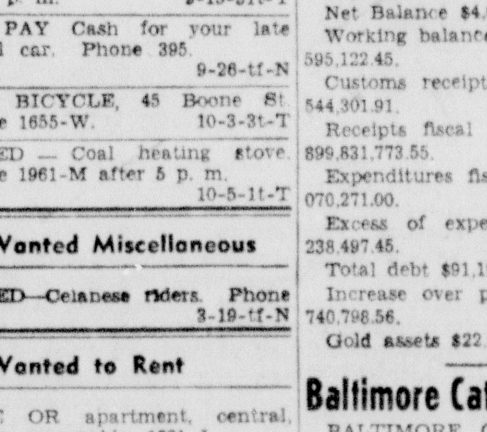 PAY Cash for your late
car. Phone 395.
9-26-tf-N
BICYCLE, 45 Boone St.
1655-W. 10-3-3t-T
ED — Coal heating stove.
e 1961-M after 5 p. m.
10-5-1t-T
Wanted Miscellaneous
ED—Celanese riders. Phone
3-19-tf-N
Wanted to Rent
OR apartment, central,
Net Balance $4.
Working balance
595,122.45.
Customs receipt
544,301.91.
Receipts fiscal
899,831,773.55.
Expenditures fis
070,271.00.
Excess of expe
238,497.45.
Total debt $91,1
Increase over p
740,798.56.
Gold assets $22.
Baltimore Cat
BALTIMORE